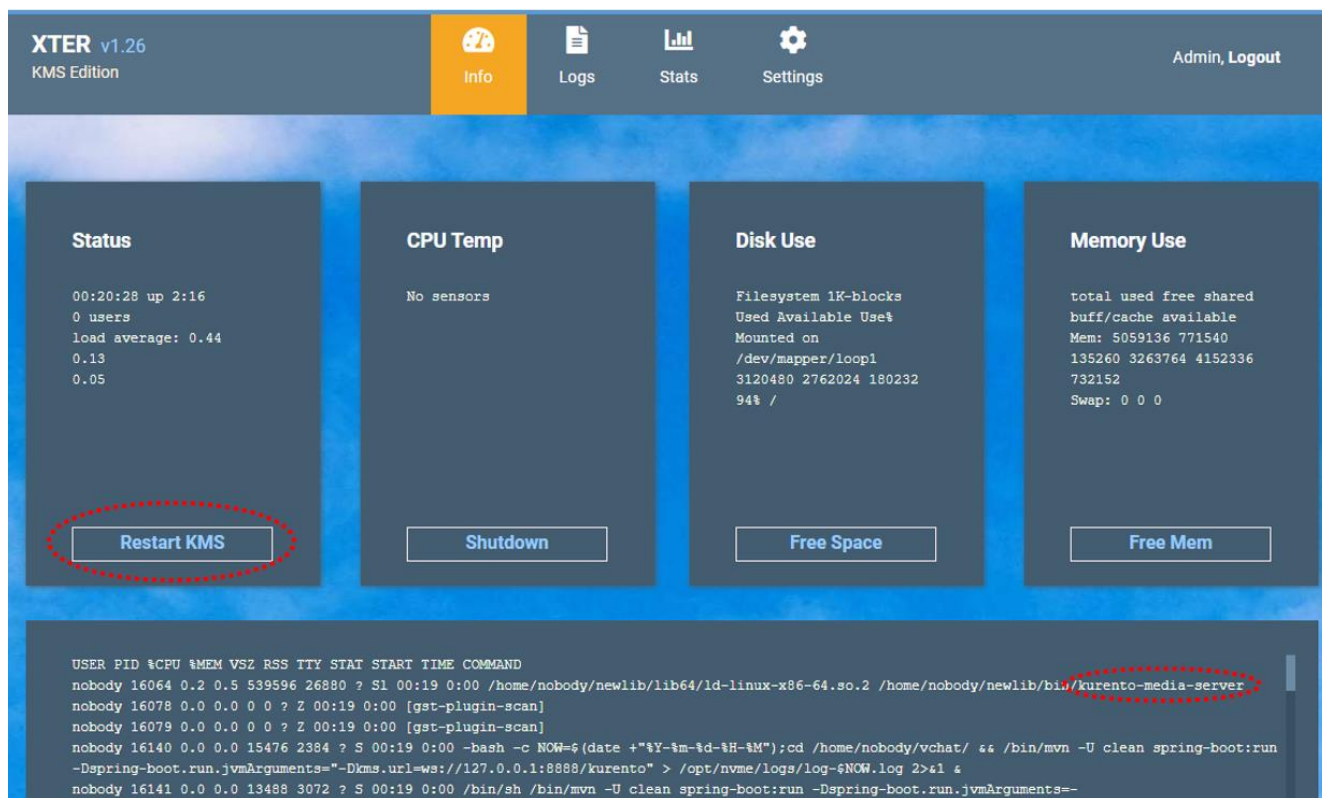 XTER v1.26
KMS Edition
Info
Logs
Stats
Settings
Admin, Logout
Status
00:20:28 up 2:16
0 users
load average: 0.44
0.13
0.05
Restart KMS
CPU Temp
No sensors
Shutdown
Disk Use
Filesystem 1K-blocks
Used Available Use%
Mounted on
/dev/mapper/loop1
3120480 2762024 180232
94% /
Free Space
Memory Use
total used free shared
buff/cache available
Mem: 5059136 771540
135260 3263764 4152336
732152
Swap: 0 0 0
Free Mem
USER PID %CPU %MEM VSZ RSS TTY STAT START TIME COMMAND
nobody 16064 0.2 0.5 539596 26880 ? Sl 00:19 0:00 /home/nobody/newlib/lib64/ld-linux-x86-64.so.2 /home/nobody/newlib/bin/kurento-media-server
nobody 16078 0.0 0.0 0 0 ? Z 00:19 0:00 [gst-plugin-scan]
nobody 16079 0.0 0.0 0 0 ? Z 00:19 0:00 [gst-plugin-scan]
nobody 16140 0.0 0.0 15476 2384 ? S 00:19 0:00 -bash -c NOW=$(date +"%Y-%m-%d-%H-%M");cd /home/nobody/vchat/ && /bin/mvn -U clean spring-boot:run
-Dspring-boot.run.jvmArguments="-Dkms.url=ws://127.0.0.1:8888/kurento" > /opt/nvme/logs/log-$NOW.log 2>&1 &
nobody 16141 0.0 0.0 13488 3072 ? S 00:19 0:00 /bin/sh /bin/mvn -U clean spring-boot:run -Dspring-boot.run.jvmArguments=-